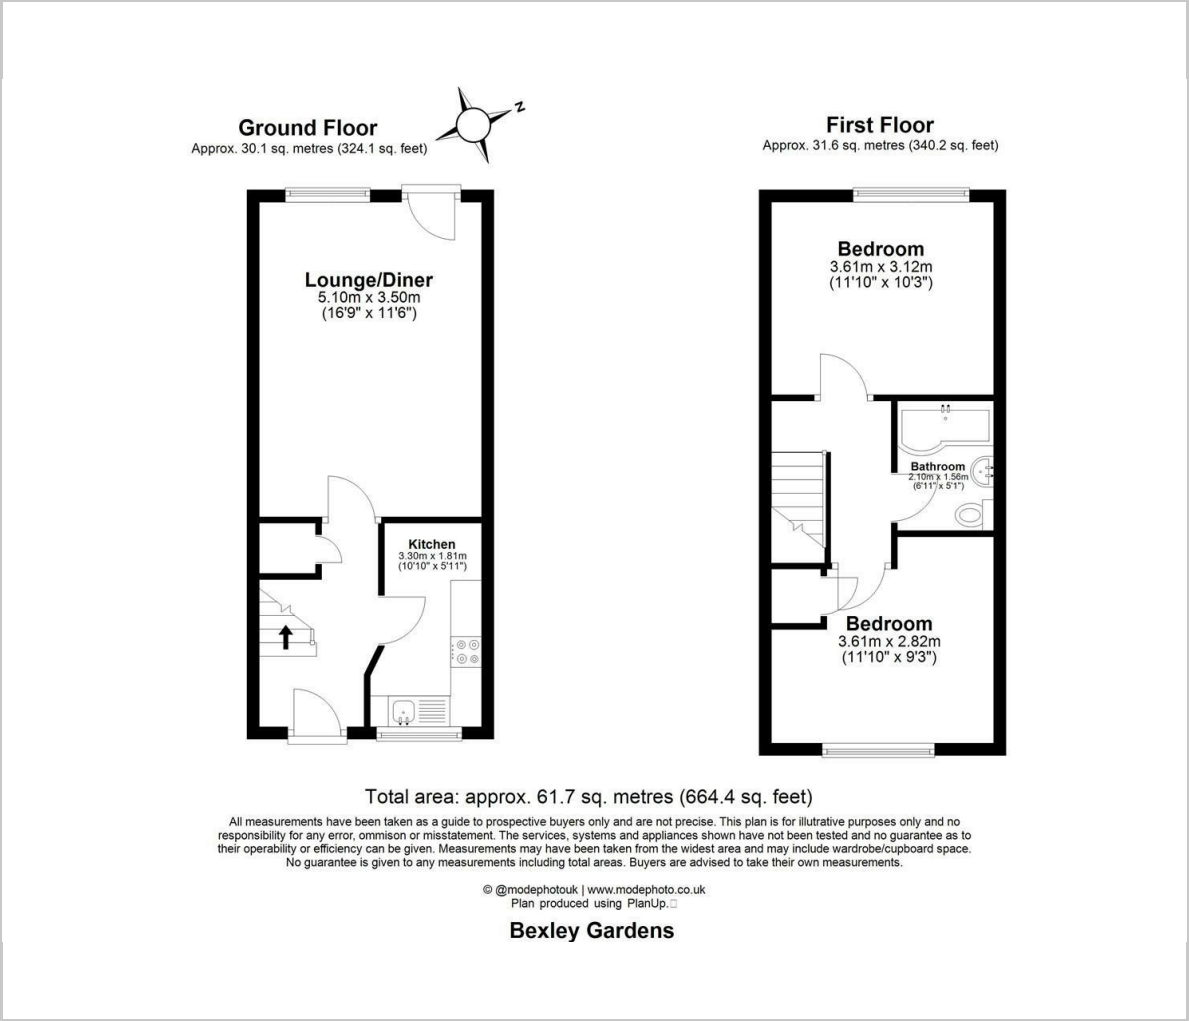 Ground Floor
Approx. 30.1 sq. metres (324.1 sq. feet)
N
First Floor
Approx. 31.6 sq. metres (340.2 sq. feet)
Lounge/Diner
5.10m x 3.50m
(16'9" x 11'6")
Kitchen
3.30m x 1.81m
(10'10" x 5'11")
Bedroom
3.61m x 3.12m
(11'10" x 10'3")
Bathroom
2.10m x 1.56m
(6'11" x 5'1")
Bedroom
3.61m x 2.82m
(11'10" x 9'3")
Total area: approx. 61.7 sq. metres (664.4 sq. feet)
All measurements have been taken as a guide to prospective buyers only and are not precise. This plan is for illutrative purposes only and no
responsibility for any error, ommison or misstatement. The services, systems and appliances shown have not been tested and no guarantee as to
their operability or efficiency can be given. Measurements may have been taken from the widest area and may include wardrobe/cupboard space.
No guarantee is given to any measurements including total areas. Buyers are advised to take their own measurements.
© @modephotouk | www.modephoto.co.uk
Plan produced using PlanUp.
Bexley Gardens